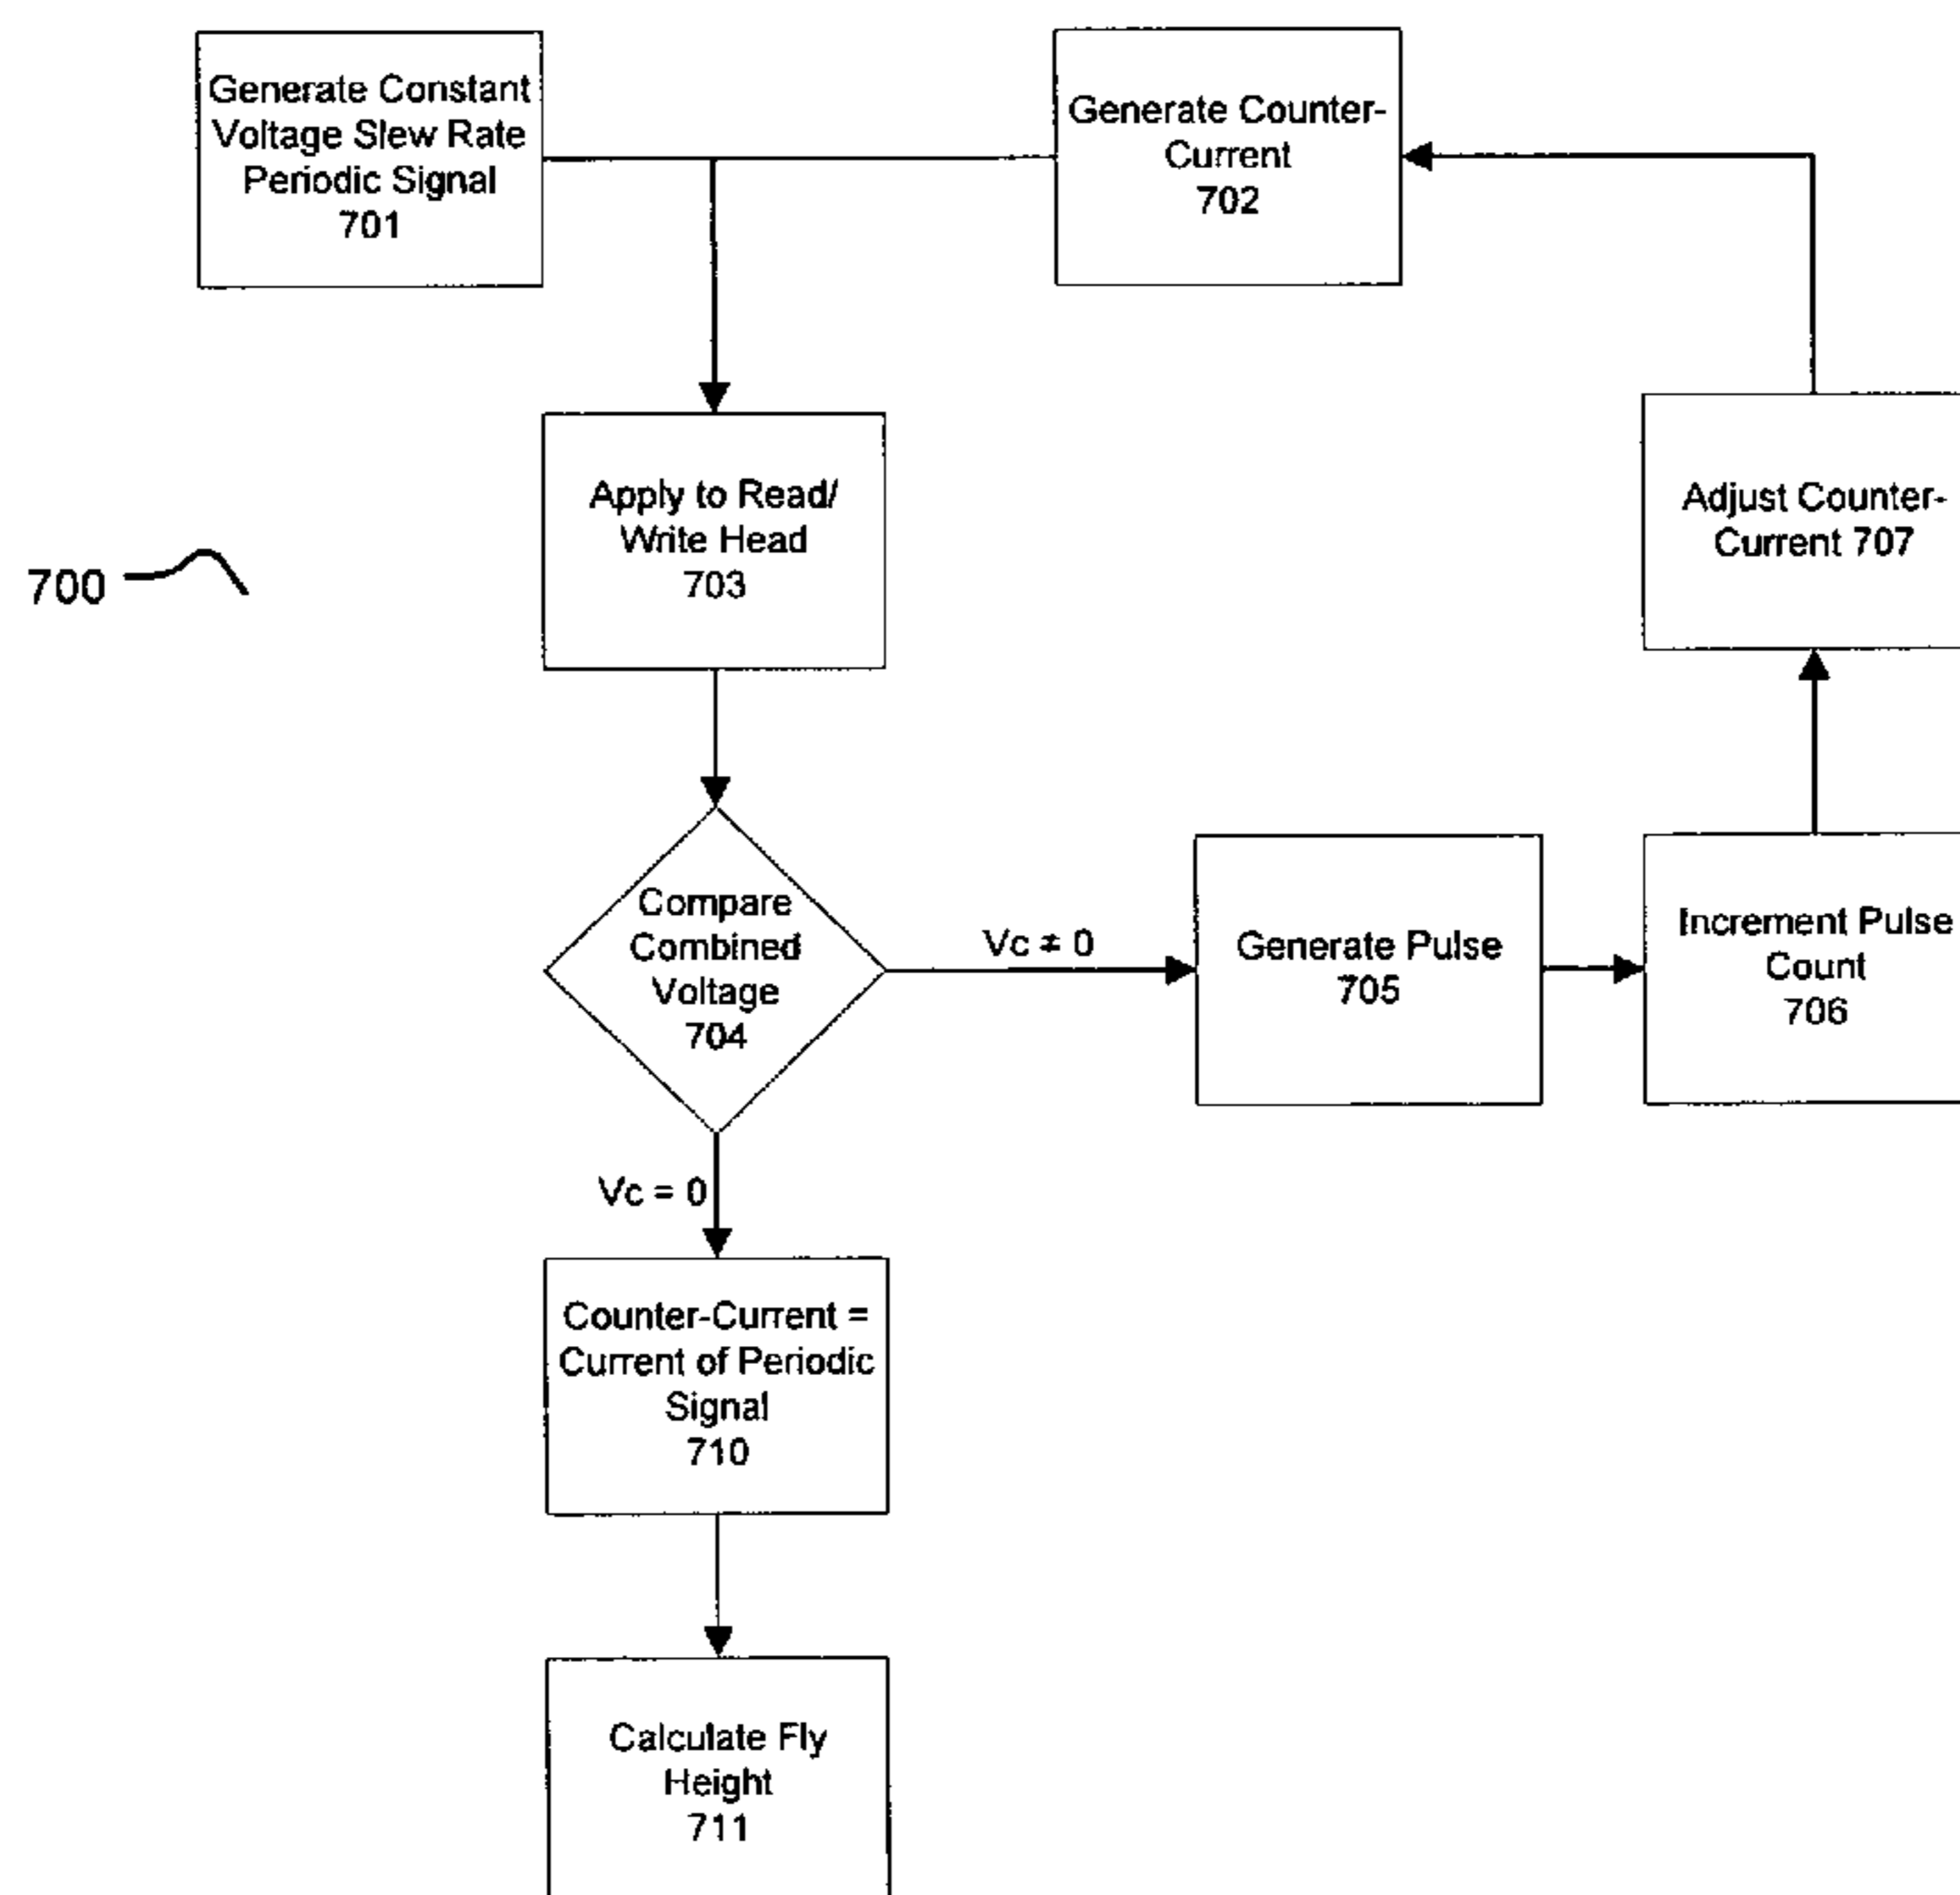 Generate Constant
Voltage Slew Rate
Periodic Signal
701
Generate Counter-
Current
702
Apply to Read/
Write Head
703
Adjust Counter-
Current 707
700
Compare
Combined
Voltage
704
Vc ≠ 0
Generate Pulse
705
Increment Pulse
Count
706
Vc = 0
Counter-Current =
Current of Periodic
Signal
710
Calculate Fly
Height
711